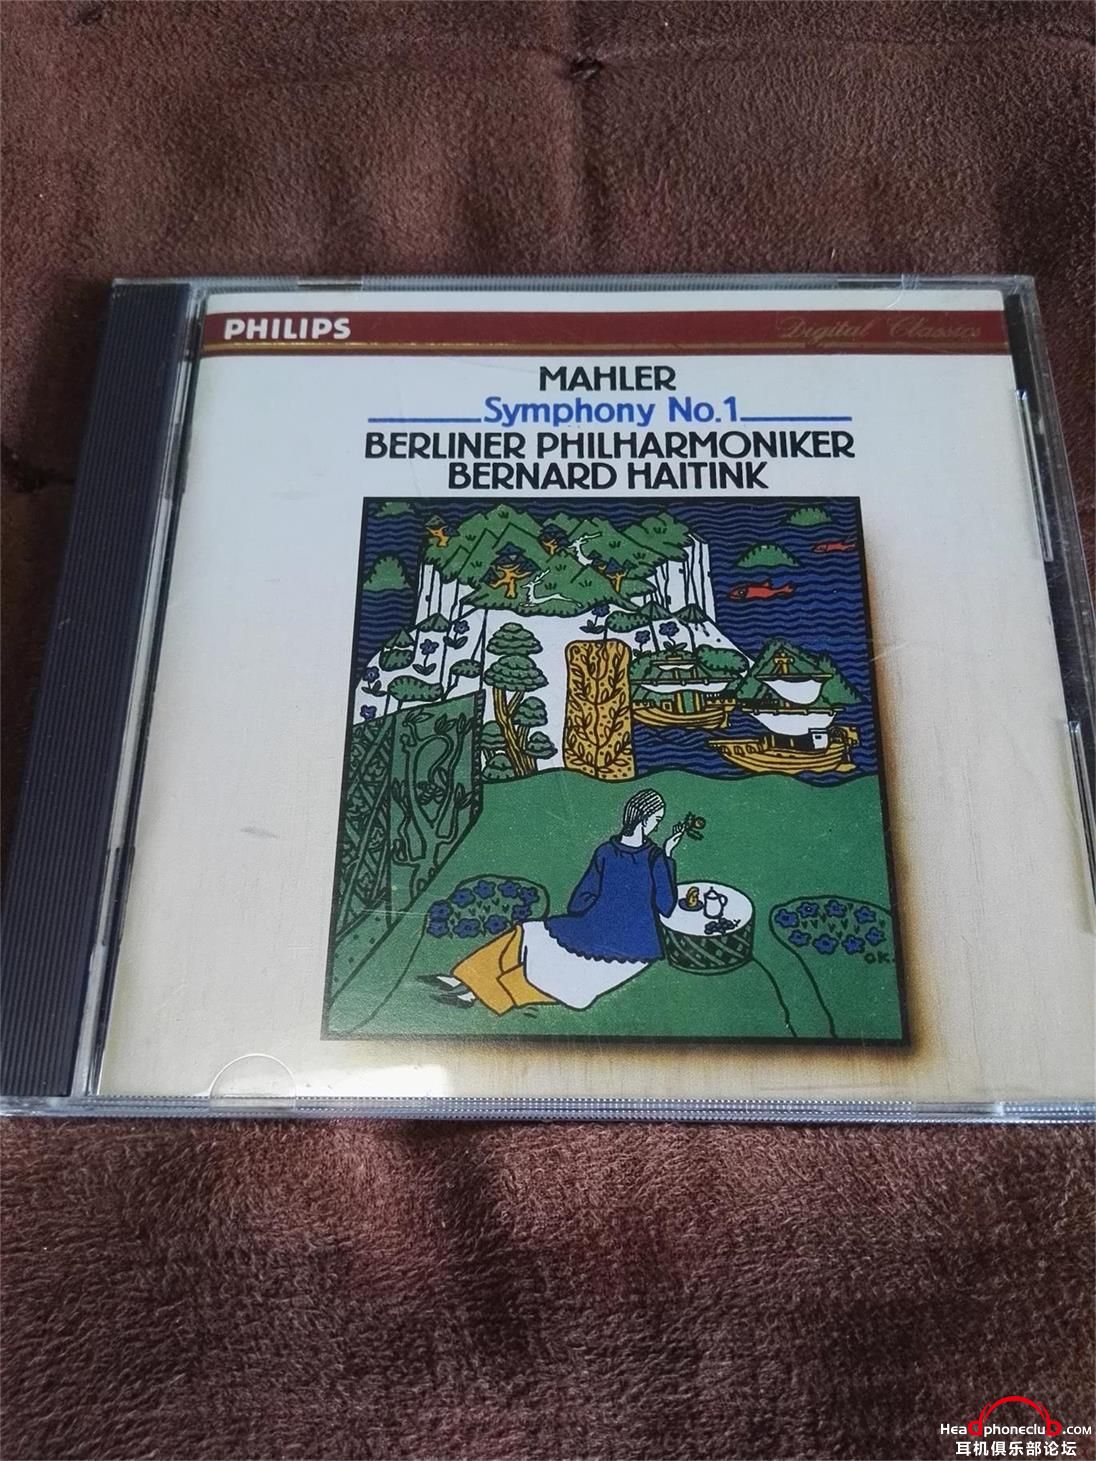 PHILIPS
Digital Classics
MAHLER
Symphony No.1
BERLINER PHILHARMONIKER
BERNARD HAITINK
OK.
Headphoneclub.com
耳机俱乐部论坛